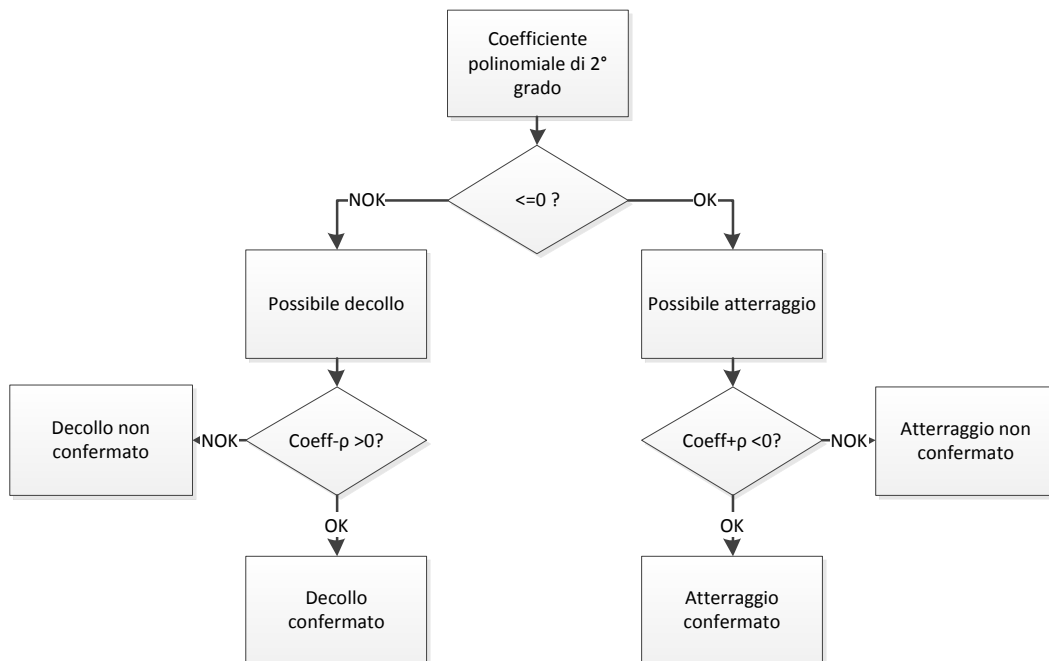 Coefficiente
polinomiale di 2°
grado
<=0 ?
NOK
OK
Possibile decollo
Possibile atterraggio
Decollo non
confermato
NOK
Coeff-ρ >0?
Coeff+ρ <0?
NOK
Atterraggio non
confermato
OK
OK
Decollo
confermato
Atterraggio
confermato